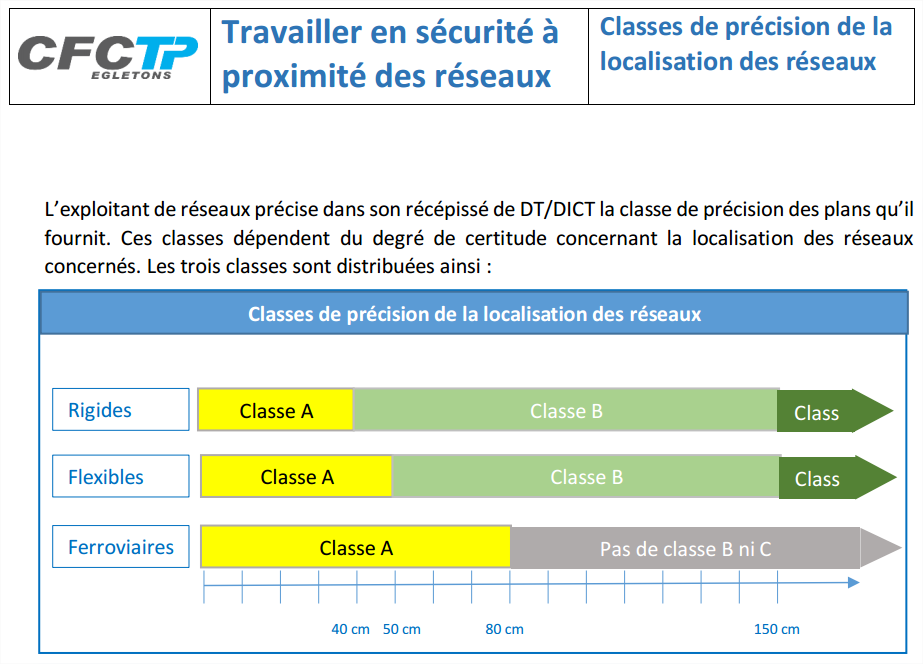 CFCTP
EGLETONS
Travailler en sécurité à
proximité des réseaux
Classes de précision de la
localisation des réseaux
L’exploitant de réseaux précise dans son récépissé de DT/DICT la classe de précision des plans qu’il
fournit. Ces classes dépendent du degré de certitude concernant la localisation des réseaux
concernés. Les trois classes sont distribuées ainsi :
Classes de précision de la localisation des réseaux
Rigides
Classe A
Classe B
Class
Flexibles
Classe A
Classe B
Class
Ferroviaires
Classe A
Pas de classe B ni C
40 cm
50 cm
80 cm
150 cm